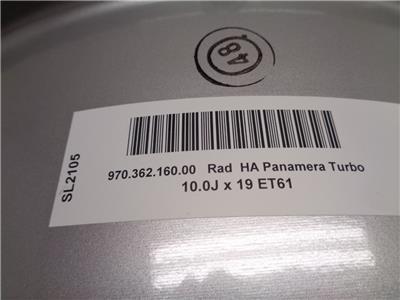 48
SL2105
970.362.160.00 Rad HA Panamera Turbo
10.0J x 19 ET61